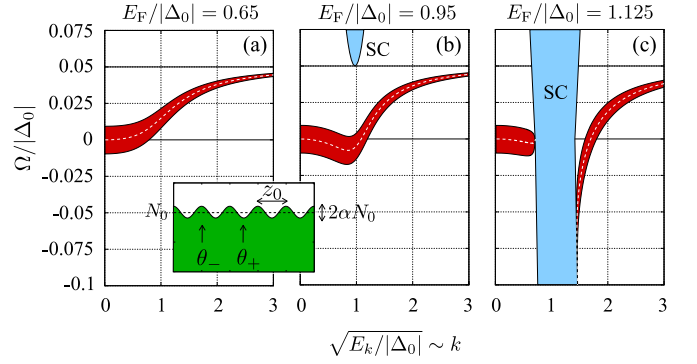 E_F/|Δ_0| = 0.65 E_F/|Δ_0| = 0.95 E_F/|Δ_0| = 1.125
(a) (b) (c)
SC
SC
Ω/|Δ_0|
0.075
0.05
0.025
0
-0.025
-0.05
-0.075
-0.1
z_0
N_0
2αN_0
θ_− θ_+
0 1 2 3 0 1 2 3 0 1 2 3
√E_k/|Δ_0| ∼ k